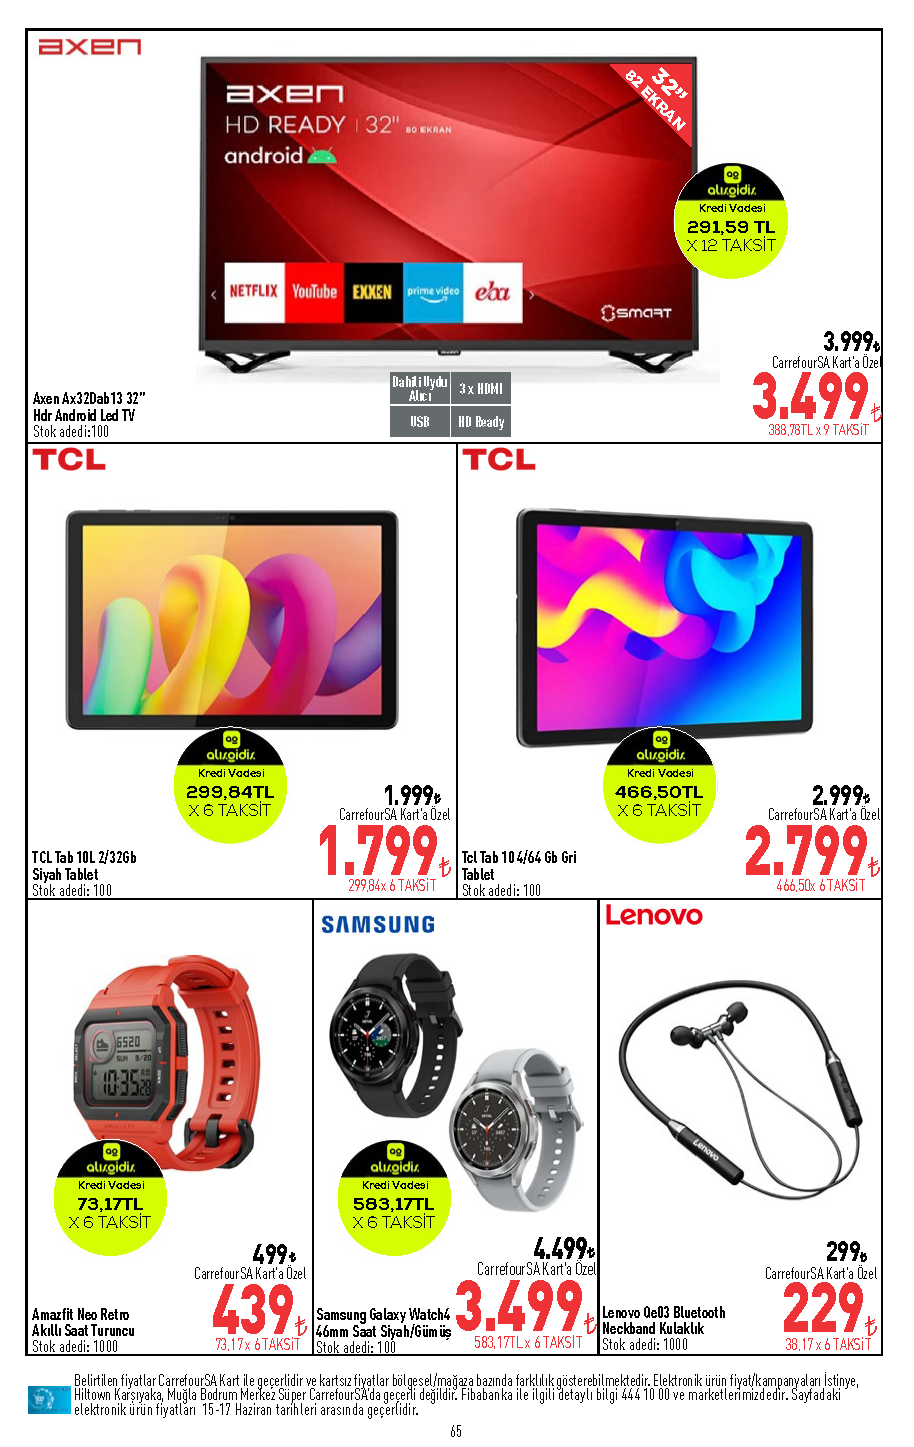 axen
axen
HD READY | 32" 80 EKRAN
android
32"
82 EKRAN
NETFLIX YouTube EXXEN prime video eba
SMART
axen
alışgidiş
Kredi Vadesi
291,59 TL
X 12 TAKSİT
Dahili Uydu Alıcı
3 x HDMI
USB
HD Ready
3.999₺
CarrefourSA Kart'a Özel
3.499₺
388,78TL x 9 TAKSİT
Axen Ax32Dab13 32"
Hdr Android Led TV
Stok adedi:100
TCL
alışgidiş
Kredi Vadesi
299,84TL
X 6 TAKSİT
1.999₺
CarrefourSA Kart'a Özel
1.799₺
299,84x 6 TAKSİT
TCL Tab 10L 2/32Gb
Siyah Tablet
Stok adedi: 100
TCL
alışgidiş
Kredi Vadesi
466,50TL
X 6 TAKSİT
2.999₺
CarrefourSA Kart'a Özel
2.799₺
466,50x 6 TAKSİT
Tcl Tab 10 4/64 Gb Gri
Tablet
Stok adedi: 100
6520
SUN 9/20
10:35 28
alışgidiş
Kredi Vadesi
73,17TL
X 6 TAKSİT
499₺
CarrefourSA Kart'a Özel
439₺
73,17 x 6 TAKSİT
Amazfit Neo Retro
Akıllı Saat Turuncu
Stok adedi: 1000
SAMSUNG
alışgidiş
Kredi Vadesi
583,17TL
X 6 TAKSİT
4.499₺
CarrefourSA Kart'a Özel
3.499₺
583,17TL x 6 TAKSİT
Samsung Galaxy Watch4
46mm Saat Siyah/Gümüş
Stok adedi: 100
Lenovo
Lenovo
299₺
CarrefourSA Kart'a Özel
229₺
38,17 x 6 TAKSİT
Lenovo Qe03 Bluetooth
Neckband Kulaklık
Stok adedi: 1000
Belirtilen fiyatlar CarrefourSA Kart ile geçerlidir ve kartsız fiyatlar bölgesel/mağaza bazında farklılık gösterebilmektedir. Elektronik ürün fiyat/kampanyaları İstinye,
Hiltown Karşıyaka, Muğla Bodrum Merkez Süper CarrefourSA'da geçerli değildir. Fibabanka ile ilgili detaylı bilgi 444 10 00 ve marketlerimizdedir. Sayfadaki
elektronik ürün fiyatları 15-17 Haziran tarihleri arasında geçerlidir.
65